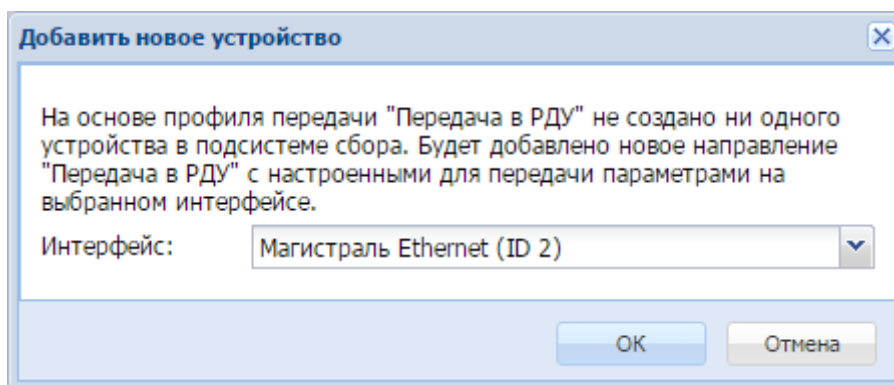 Добавить новое устройство
На основе профиля передачи "Передача в РДУ" не создано ни одного
устройства в подсистеме сбора. Будет добавлено новое направление
"Передача в РДУ" с настроенными для передачи параметрами на
выбранном интерфейсе.
Интерфейс: Магистраль Ethernet (ID 2)
OK Отмена